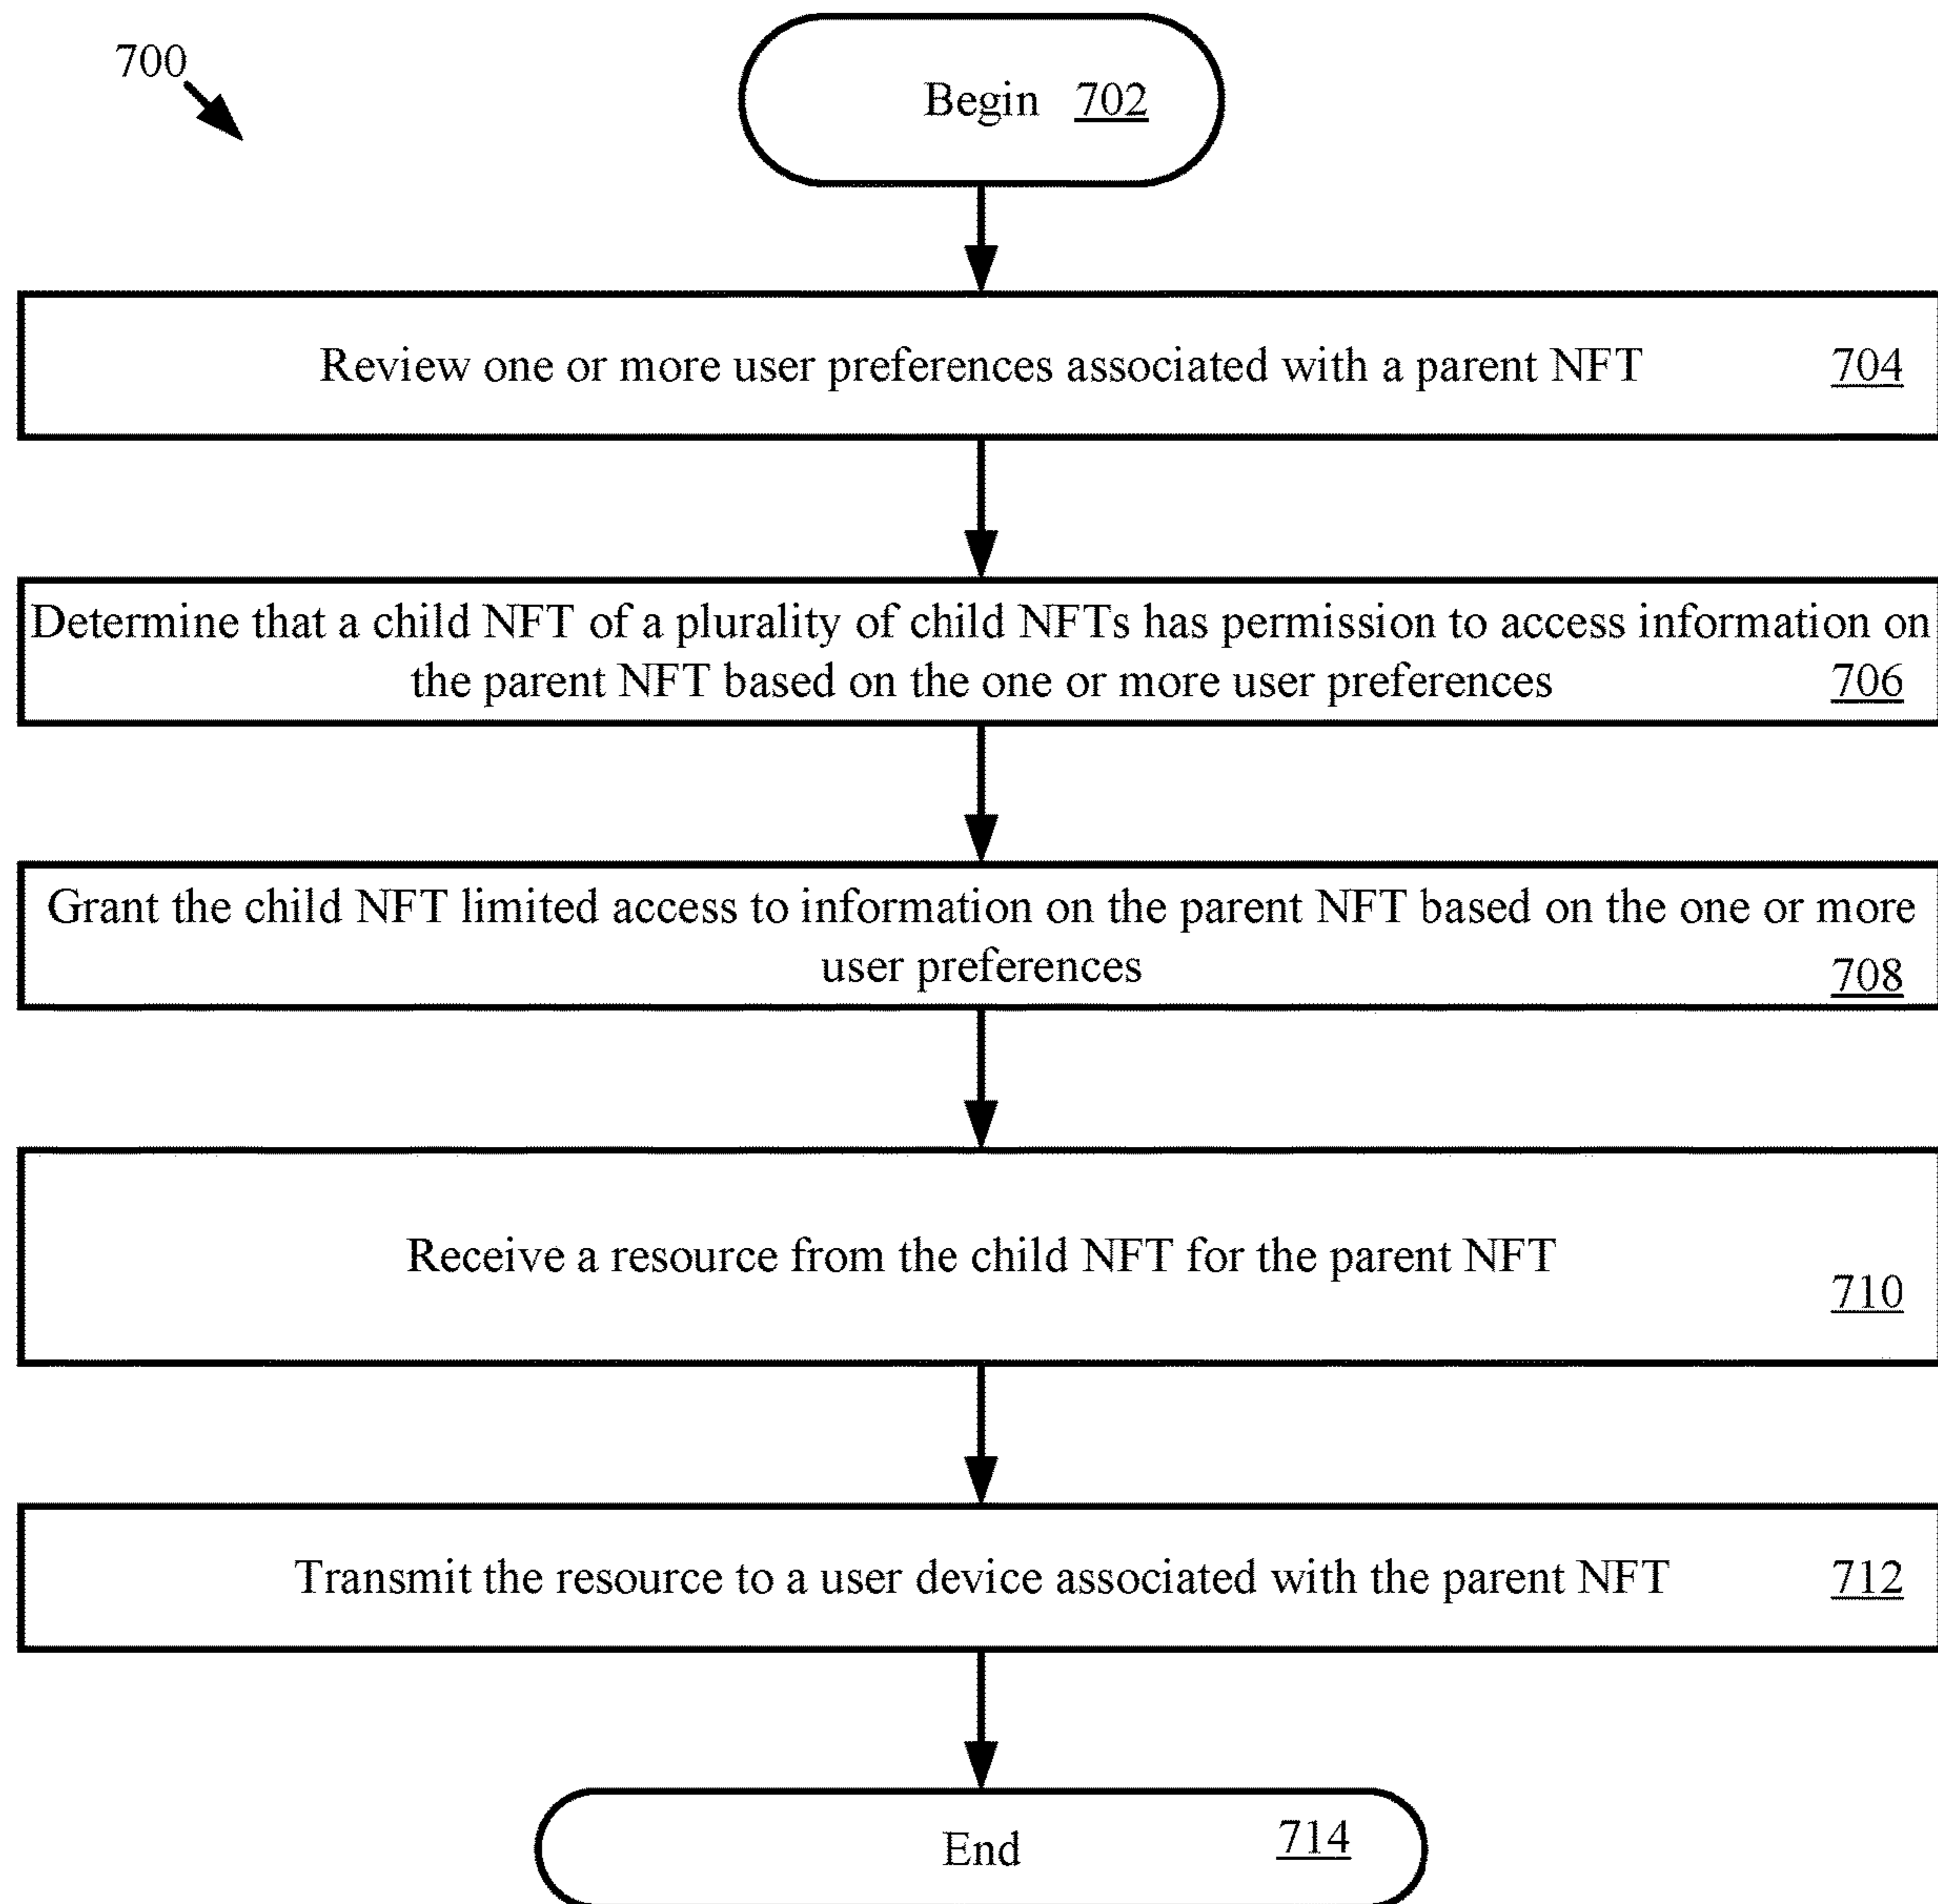 700
Begin 702
Review one or more user preferences associated with a parent NFT 704
Determine that a child NFT of a plurality of child NFTs has permission to access information on
the parent NFT based on the one or more user preferences 706
Grant the child NFT limited access to information on the parent NFT based on the one or more
user preferences 708
Receive a resource from the child NFT for the parent NFT
710
Transmit the resource to a user device associated with the parent NFT 712
End 714